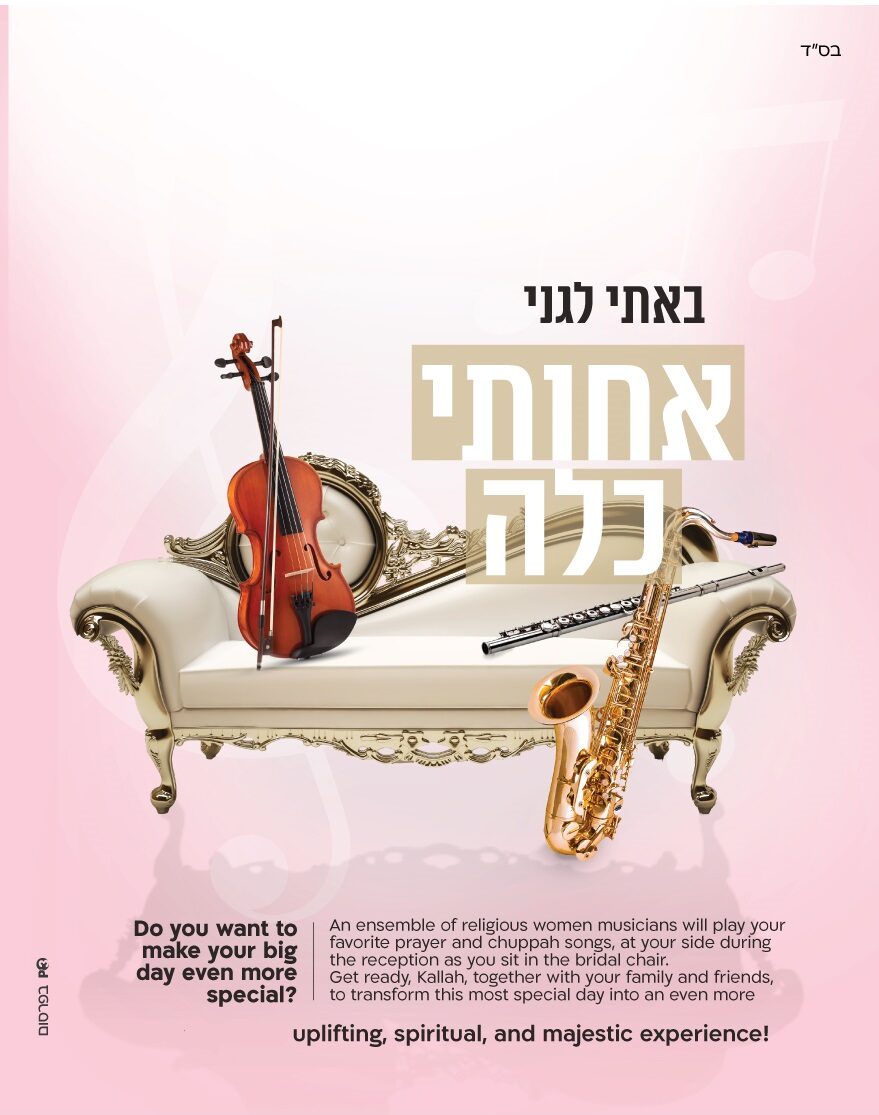 בס"ד
באתי לגני
אחותי
כלה
Do you want to
make your big
day even more
special?
An ensemble of religious women musicians will play your
favorite prayer and chuppah songs, at your side during
the reception as you sit in the bridal chair.
Get ready, Kallah, together with your family and friends,
to transform this most special day into an even more
uplifting, spiritual, and majestic experience!